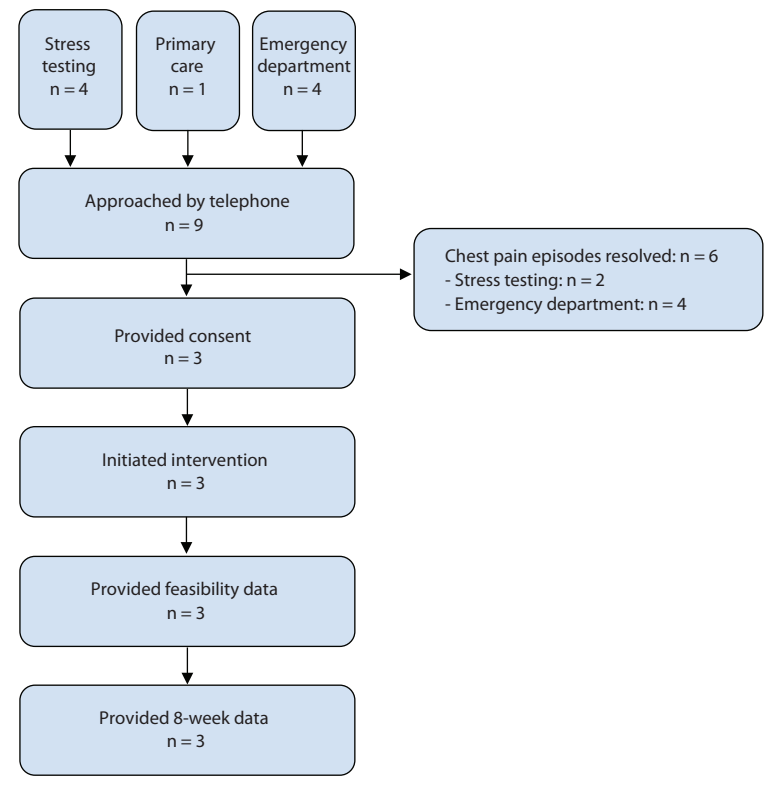 Stress
testing
n = 4
Primary
care
n = 1
Emergency
department
n = 4
Approached by telephone
n = 9
Chest pain episodes resolved: n = 6
- Stress testing: n = 2
- Emergency department: n = 4
Provided consent
n = 3
Initiated intervention
n = 3
Provided feasibility data
n = 3
Provided 8-week data
n = 3